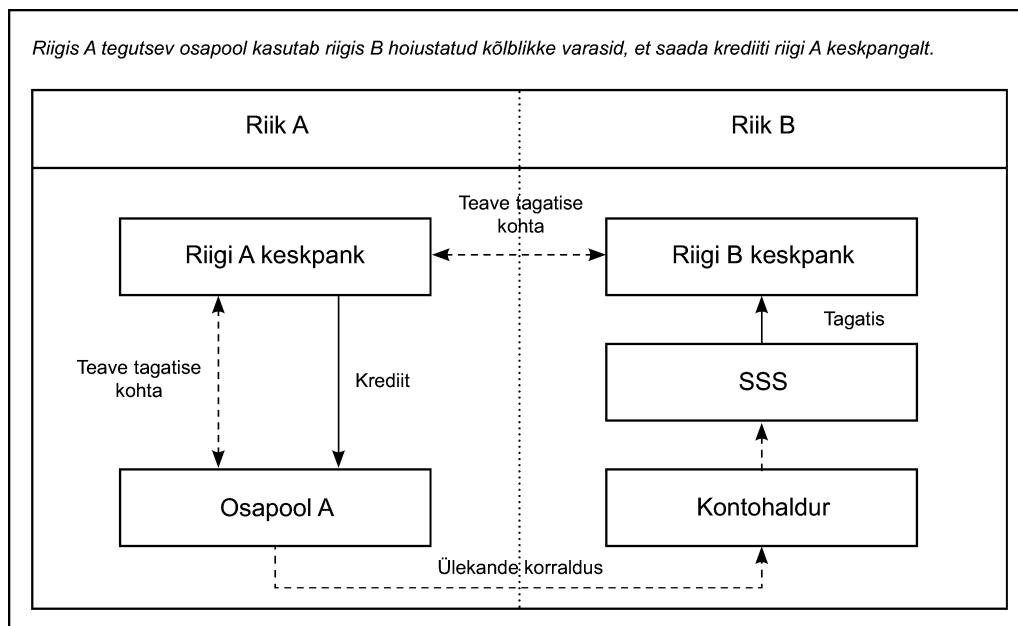 Riigis A tegutsev osapool kasutab riigis B hoiustatud kõlblikke varasid, et saada krediiti riigi A keskpangalt.
Riik A
Riik B
Teave tagatise
kohta
Riigi A keskpank
Riigi B keskpank
Tagatis
Teave tagatise
kohta
Krediit
SSS
Osapool A
Kontohaldur
Ülekande korraldus